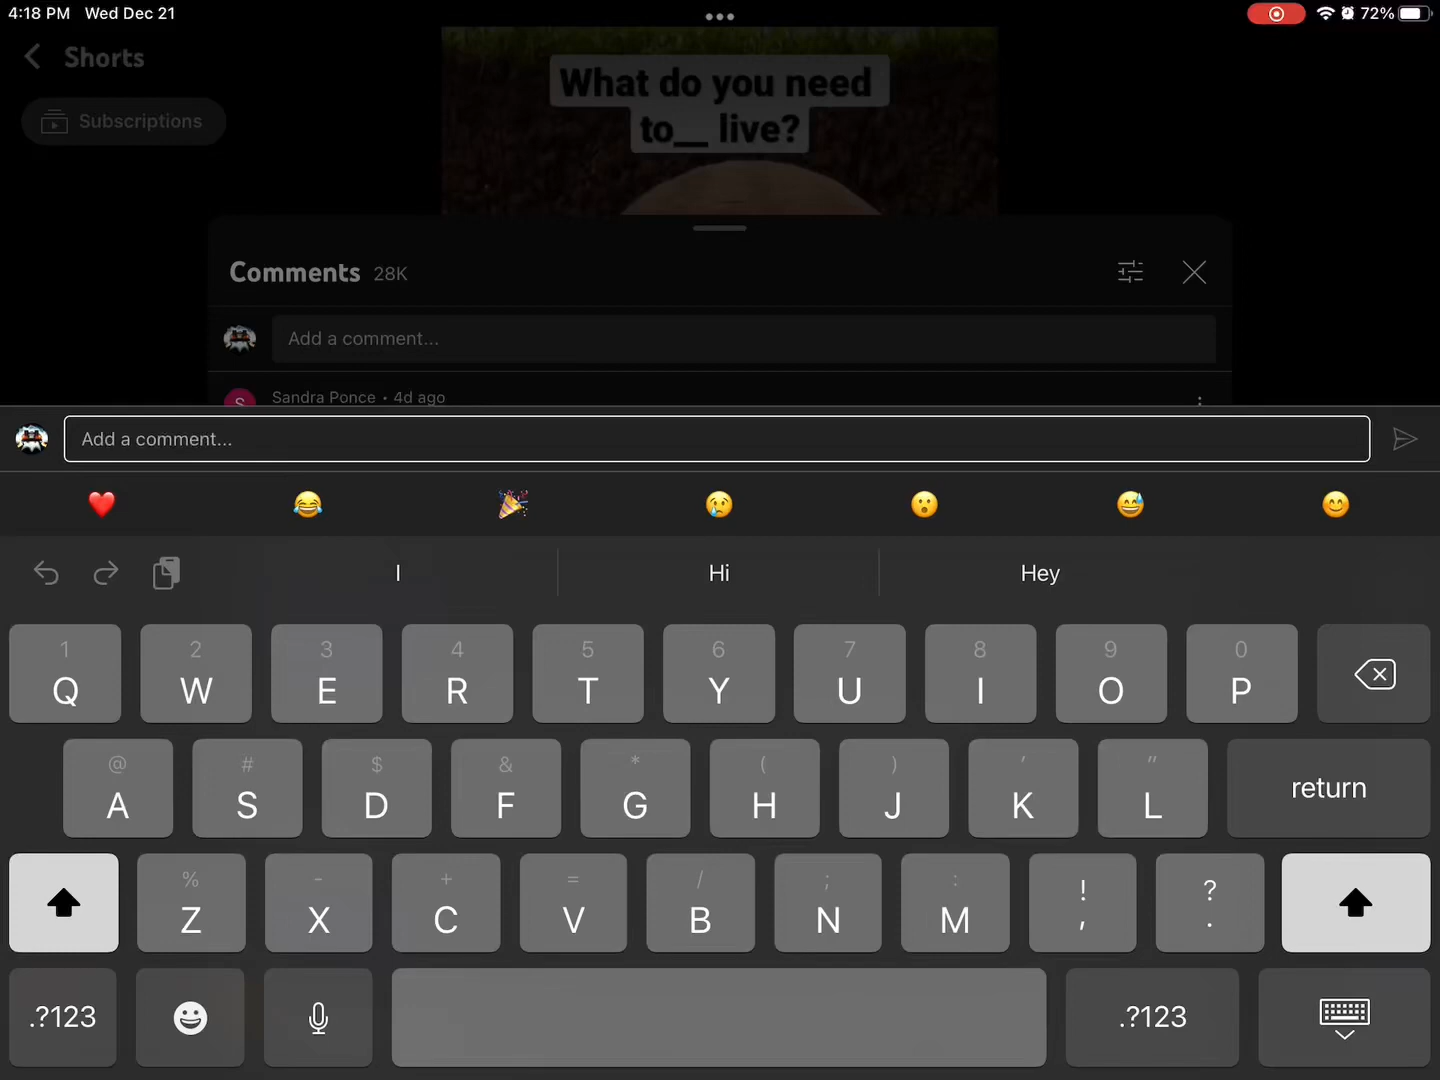 4:18 PM Wed Dec 21
72%
Shorts
Subscriptions
What do you need
to__ live?
Comments 28K
Add a comment...
S
Sandra Ponce • 4d ago
Add a comment...
I Hi Hey
1 2 3 4 5 6 7 8 9 0
Q W E R T Y U I O P
@ # $ & * ( ) ' "
A S D F G H J K L return
% - + = / ; : ! ?
Z X C V B N M , .
.?123 .?123